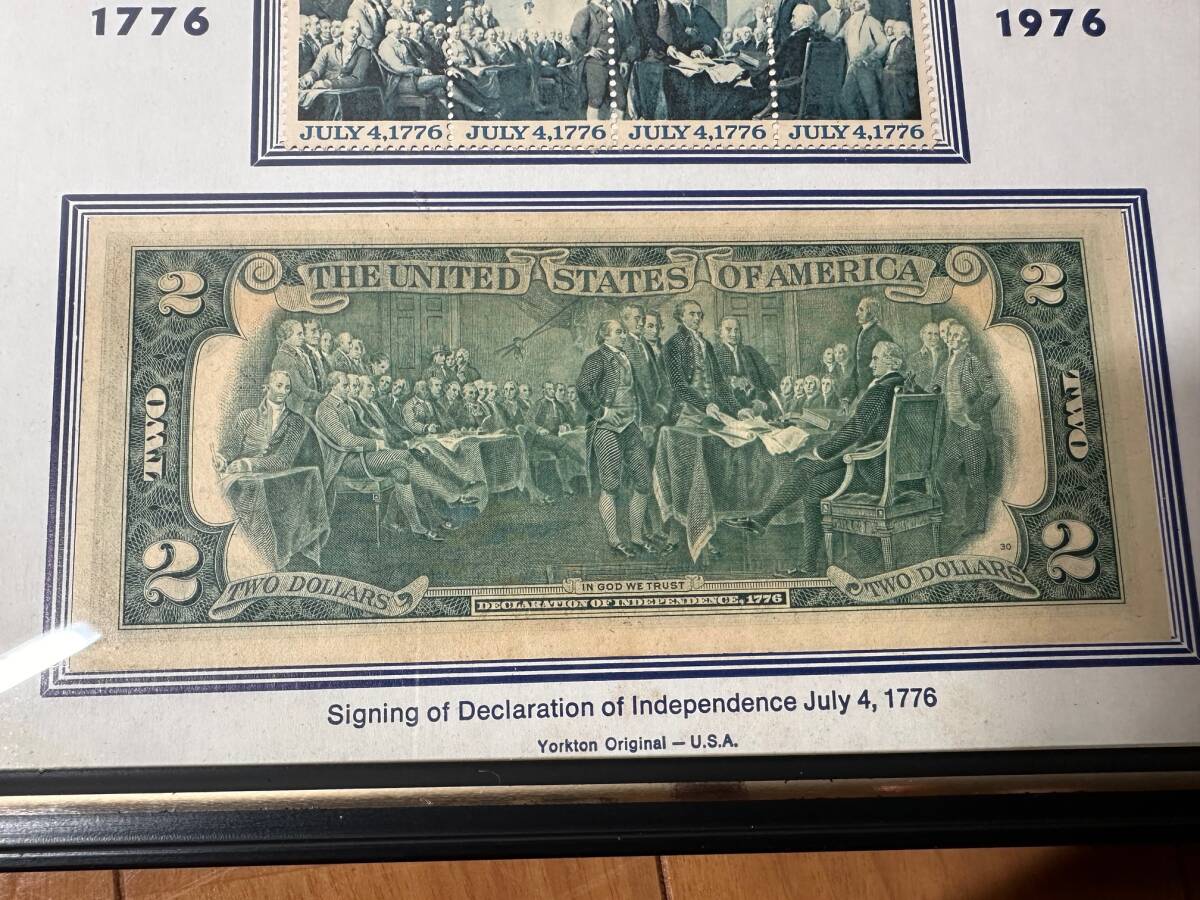 1776
1976
JULY 4,1776 JULY 4,1776 JULY 4,1776 JULY 4,1776
THE UNITED STATES OF AMERICA
2
2
TWO
TWO
2
2
30
TWO DOLLARS
IN GOD WE TRUST
TWO DOLLARS
DECLARATION OF INDEPENDENCE, 1776
Signing of Declaration of Independence July 4, 1776
Yorkton Original — U.S.A.